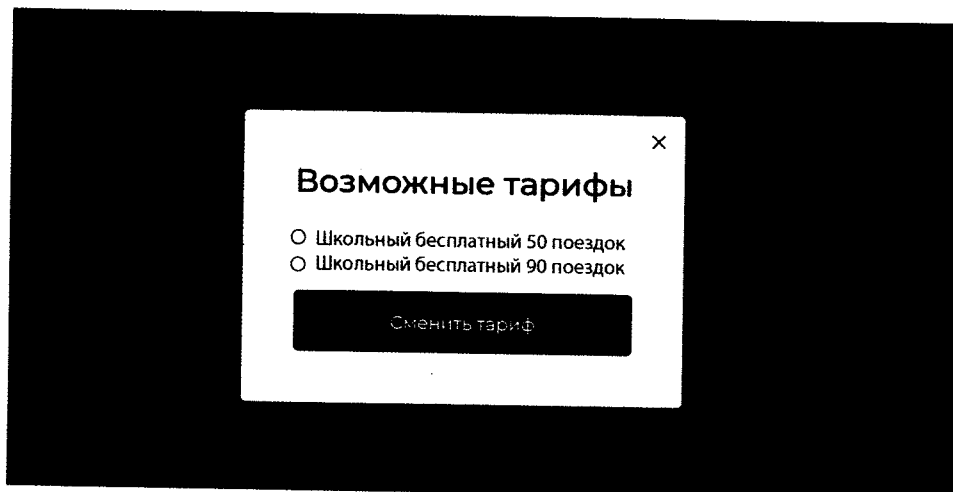 Возможные тарифы
Школьный бесплатный 50 поездок
Школьный бесплатный 90 поездок
Сменить тариф